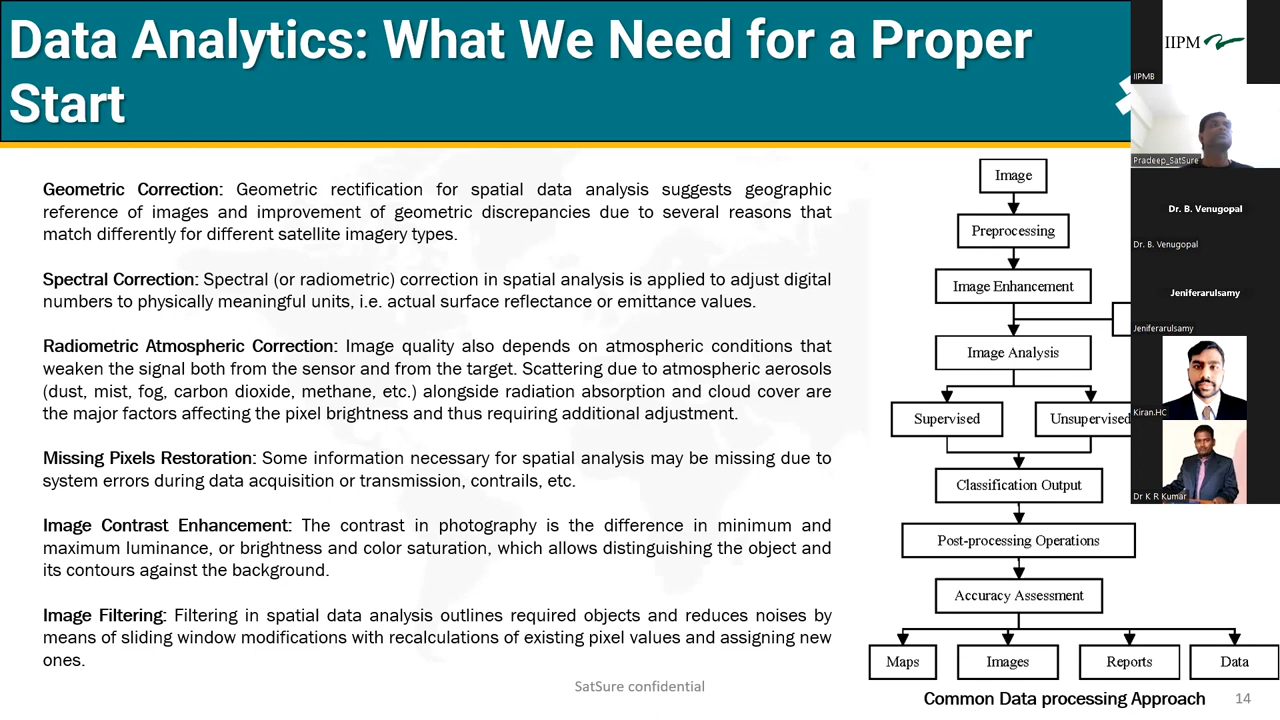 Data Analytics: What We Need for a Proper
Start
Geometric Correction: Geometric rectification for spatial data analysis suggests geographic
reference of images and improvement of geometric discrepancies due to several reasons that
match differently for different satellite imagery types.
Spectral Correction: Spectral (or radiometric) correction in spatial analysis is applied to adjust digital
numbers to physically meaningful units, i.e. actual surface reflectance or emittance values.
Radiometric Atmospheric Correction: Image quality also depends on atmospheric conditions that
weaken the signal both from the sensor and from the target. Scattering due to atmospheric aerosols
(dust, mist, fog, carbon dioxide, methane, etc.) alongside radiation absorption and cloud cover are
the major factors affecting the pixel brightness and thus requiring additional adjustment.
Missing Pixels Restoration: Some information necessary for spatial analysis may be missing due to
system errors during data acquisition or transmission, contrails, etc.
Image Contrast Enhancement: The contrast in photography is the difference in minimum and
maximum luminance, or brightness and color saturation, which allows distinguishing the object and
its contours against the background.
Image Filtering: Filtering in spatial data analysis outlines required objects and reduces noises by
means of sliding window modifications with recalculations of existing pixel values and assigning new
ones.
SatSure confidential
Image
Preprocessing
Image Enhancement
Image Analysis
Supervised
Unsupervised
Classification Output
Post-processing Operations
Accuracy Assessment
Maps
Images
Reports
Data
Common Data processing Approach
14
IIPM
IIPMB
Pradeep_SatSure
Dr. B. Venugopal
Dr. B. Venugopal
Jeniferarulsamy
Jeniferarulsamy
Kiran.HC
Dr K R Kumar